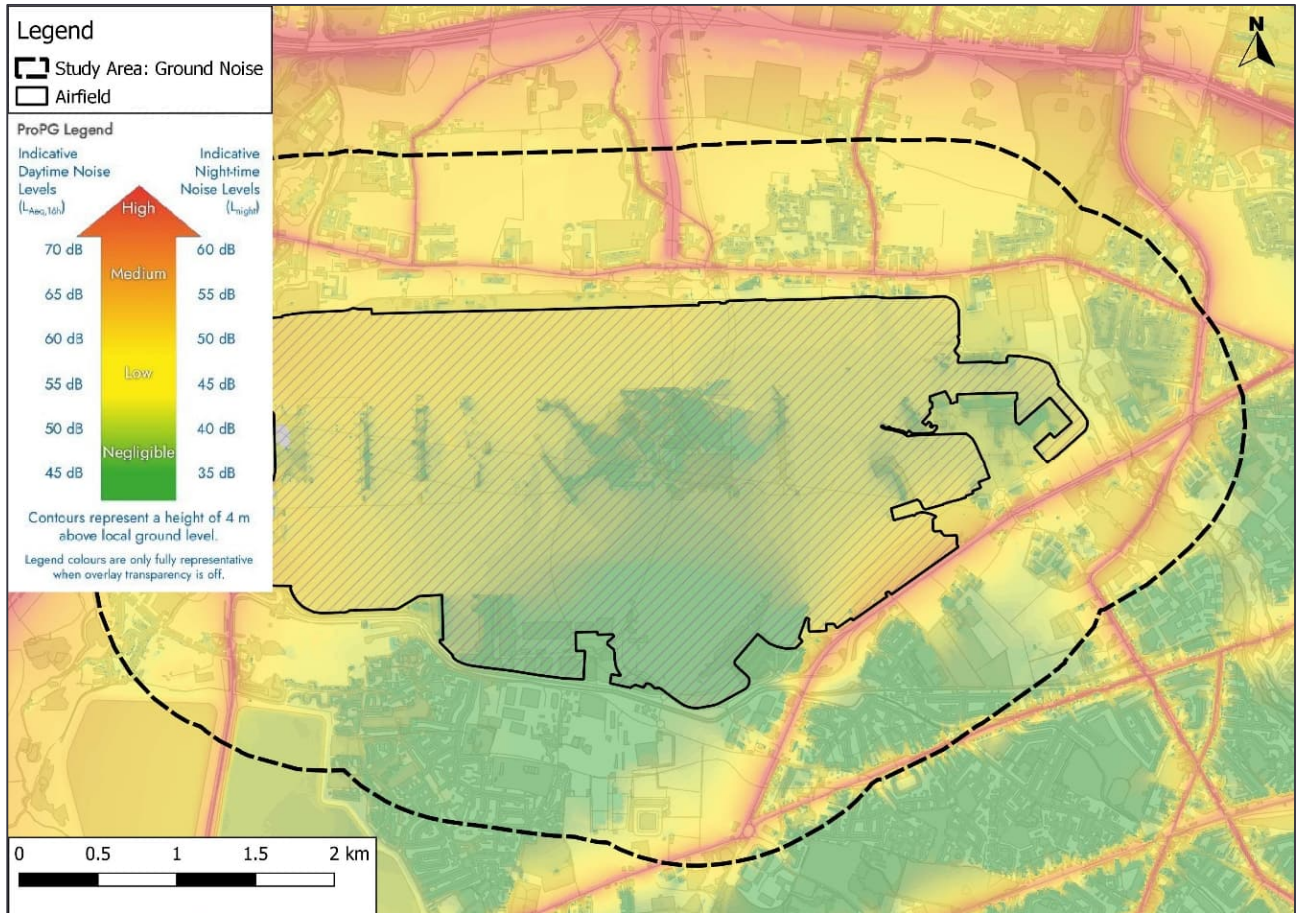 Legend
Study Area: Ground Noise
Airfield
ProPG Legend
Indicative
Daytime Noise
Levels
(LAeq,16h)
Indicative
Night-time
Noise Levels
(Lnight)
High
70 dB
60 dB
Medium
65 dB
55 dB
60 dB
50 dB
Low
55 dB
45 dB
50 dB
40 dB
Negligible
45 dB
35 dB
Contours represent a height of 4 m
above local ground level.
Legend colours are only fully representative
when overlay transparency is off.
N
0 0.5 1 1.5 2 km